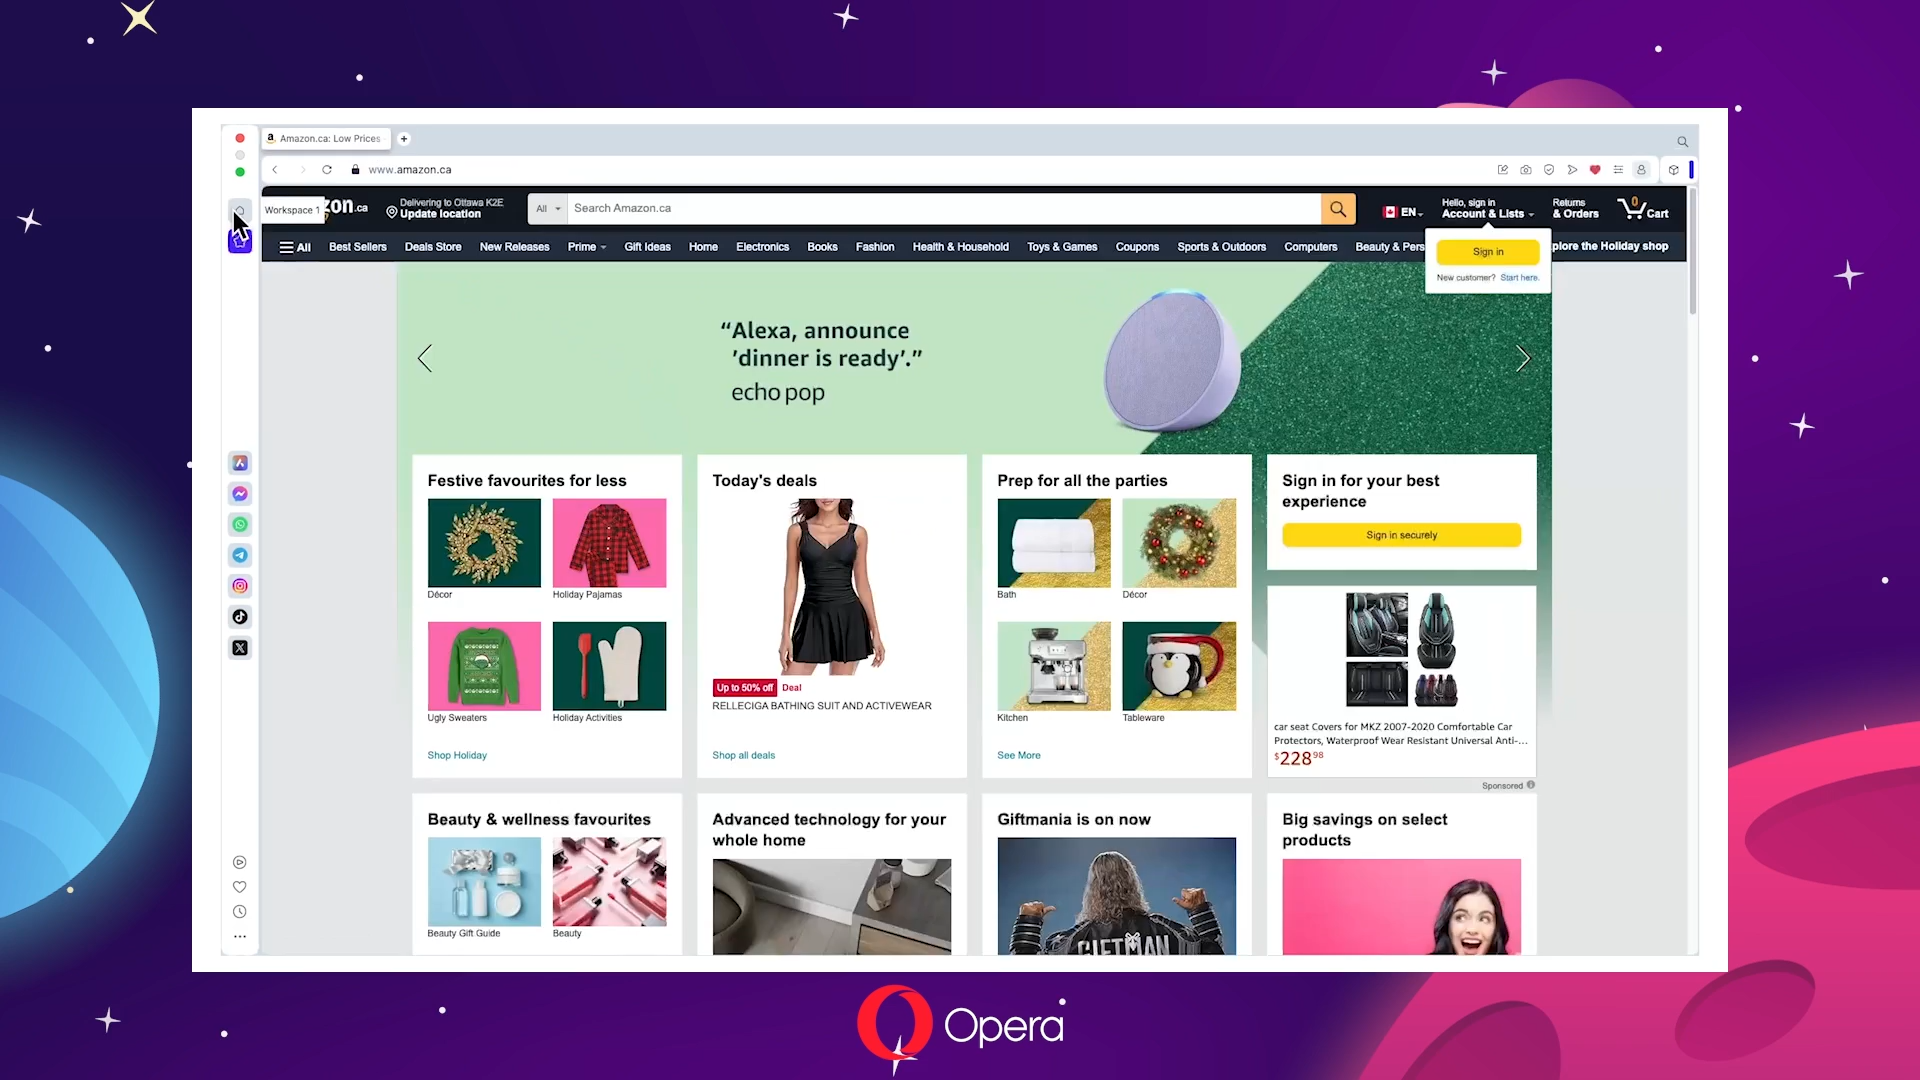 Amazon.ca: Low Prices
www.amazon.ca
Workspace 1
zon.ca
Delivering to Ottawa K2E
Update location
All
Search Amazon.ca
EN
Hello, sign in
Account & Lists
Returns
& Orders
0
Cart
All
Best Sellers
Deals Store
New Releases
Prime
Gift Ideas
Home
Electronics
Books
Fashion
Health & Household
Toys & Games
Coupons
Sports & Outdoors
Computers
Beauty & Pers
plore the Holiday shop
Sign in
New customer? Start here.
“Alexa, announce
'dinner is ready'.”
echo pop
Festive favourites for less
Décor
Holiday Pajamas
Ugly Sweaters
Holiday Activities
Shop Holiday
Today's deals
Up to 50% off Deal
RELLECIGA BATHING SUIT AND ACTIVEWEAR
Shop all deals
Prep for all the parties
Bath
Décor
Kitchen
Tableware
See More
Sign in for your best
experience
Sign in securely
car seat Covers for MKZ 2007-2020 Comfortable Car
Protectors, Waterproof Wear Resistant Universal Anti-...
$228.98
Sponsored
Beauty & wellness favourites
Beauty Gift Guide
Beauty
Advanced technology for your
whole home
Giftmania is on now
GIFTMAN
Big savings on select
products
Opera